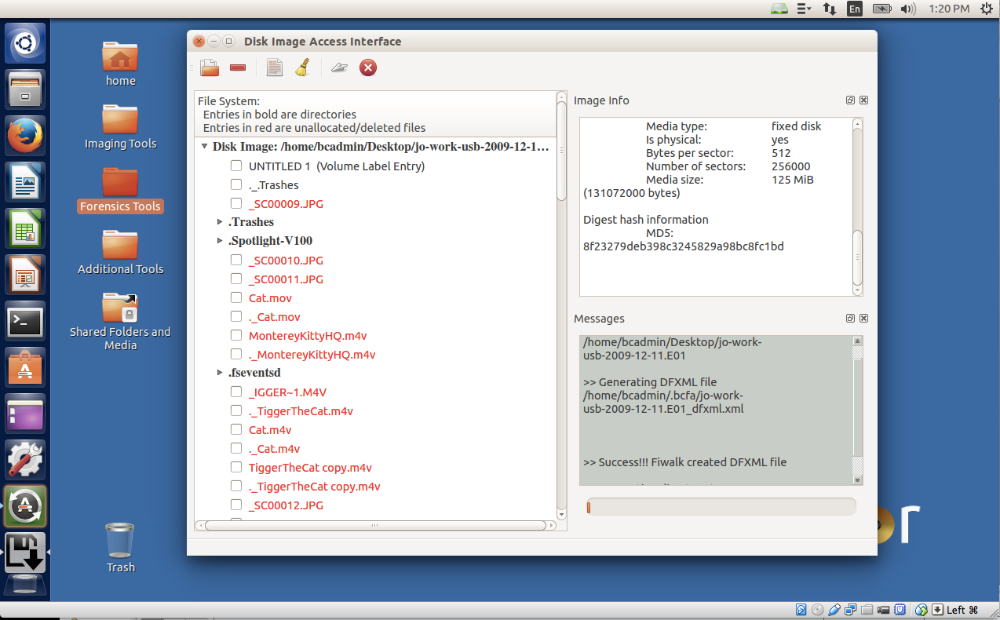 En
1:20 PM
home
Imaging Tools
Forensics Tools
Additional Tools
Shared Folders and
Media
Trash
Disk Image Access Interface
File System:
Entries in bold are directories
Entries in red are unallocated/deleted files
Disk Image: /home/bcadmin/Desktop/jo-work-usb-2009-12-1...
UNTITLED 1 (Volume Label Entry)
._.Trashes
_SC00009.JPG
.Trashes
.Spotlight-V100
_SC00010.JPG
_SC00011.JPG
Cat.mov
._Cat.mov
MontereyKittyHQ.m4v
._MontereyKittyHQ.m4v
.fseventsd
_IGGER~1.M4V
._TiggerTheCat.m4v
Cat.m4v
._Cat.m4v
TiggerTheCat copy.m4v
._TiggerTheCat copy.m4v
_SC00012.JPG
Image Info
Media type: fixed disk
Is physical: yes
Bytes per sector: 512
Number of sectors: 256000
Media size: 125 MiB
(131072000 bytes)
Digest hash information
MD5:
8f23279deb398c3245829a98bc8fc1bd
Messages
/home/bcadmin/Desktop/jo-work-
usb-2009-12-11.E01
>> Generating DFXML file
/home/bcadmin/.bcfa/jo-work-
usb-2009-12-11.E01_dfxml.xml
>> Success!!! Fiwalk created DFXML file
r
Left ⌘